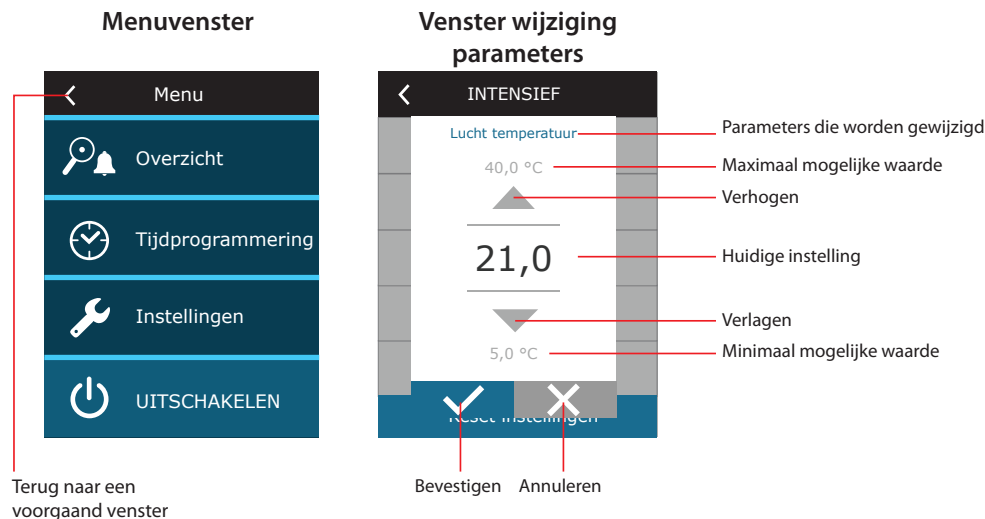 Menuvenster
Menu
Overzicht
Tijdprogrammering
Instellingen
UITSCHAKELEN
Terug naar een
voorgaand venster
Venster wijziging
parameters
INTENSIEF
Lucht temperatuur
40,0 °C
21,0
5,0 °C
Reset instellingen
Parameters die worden gewijzigd
Maximaal mogelijke waarde
Verhogen
Huidige instelling
Verlagen
Minimaal mogelijke waarde
Bevestigen
Annuleren